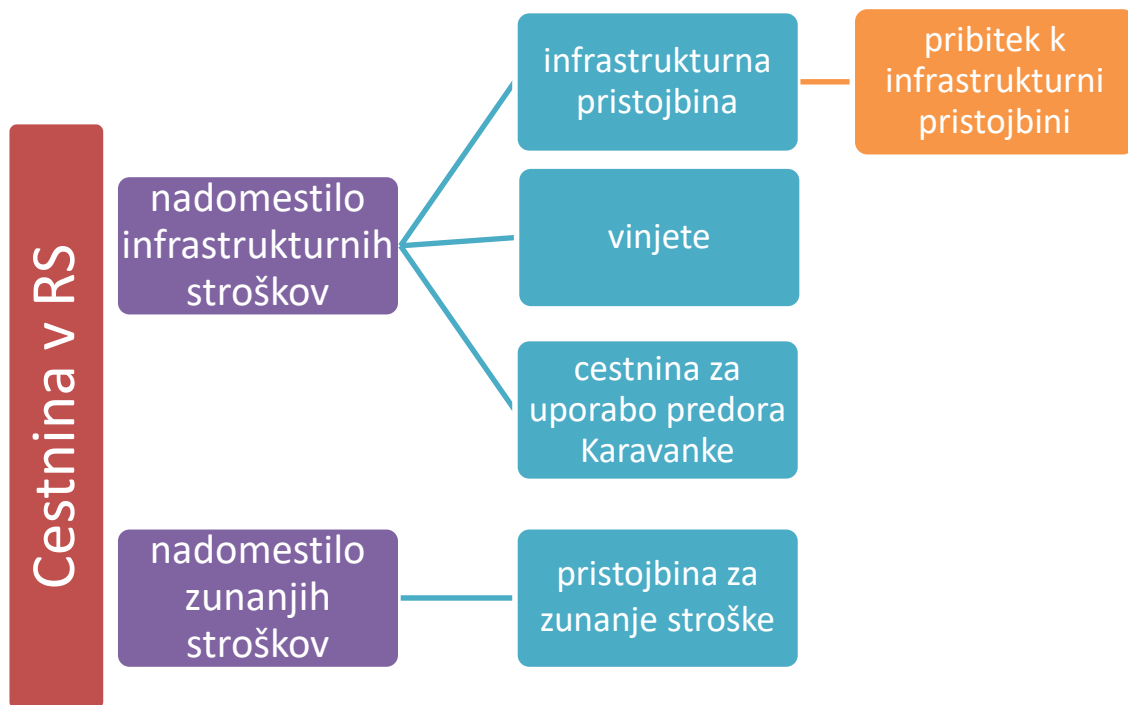 Cestnina v RS
nadomestilo
infrastrukturnih
stroškov
infrastrukturna
pristojbina
pribitek k
infrastrukturni
pristojbini
vinjete
cestnina za
uporabo predora
Karavanke
nadomestilo
zunanjih
stroškov
pristojbina za
zunanje stroške